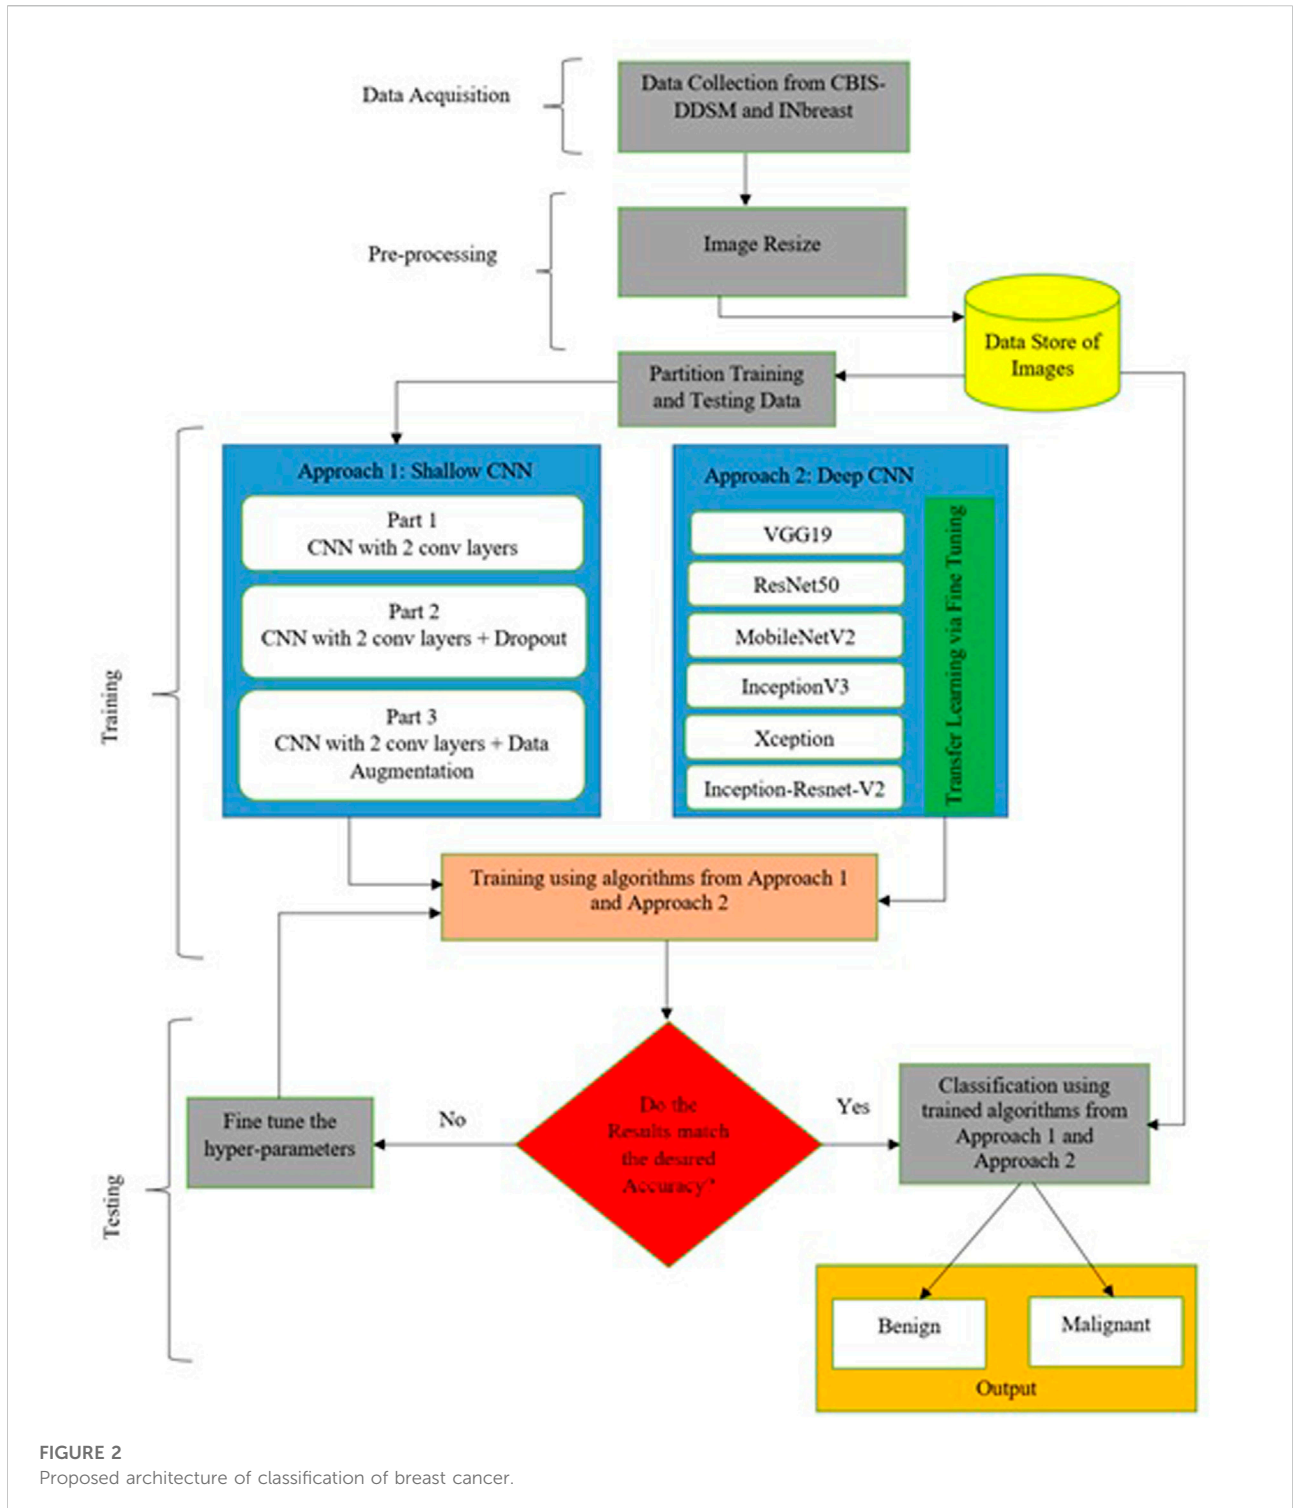 Data Acquisition
Data Collection from CBIS-
DDSM and INbreast
Pre-processing
Image Resize
Data Store of
Images
Partition Training
and Testing Data
Training
Approach 1: Shallow CNN
Part 1
CNN with 2 conv layers
Part 2
CNN with 2 conv layers + Dropout
Part 3
CNN with 2 conv layers + Data
Augmentation
Approach 2: Deep CNN
VGG19
ResNet50
MobileNetV2
InceptionV3
Xception
Inception-Resnet-V2
Transfer Learning via Fine Tuning
Training using algorithms from Approach 1
and Approach 2
Testing
Fine tune the
hyper-parameters
No
Do the
Results match
the desired
Accuracy?
Yes
Classification using
trained algorithms from
Approach 1 and
Approach 2
Benign
Malignant
Output
FIGURE 2
Proposed architecture of classification of breast cancer.